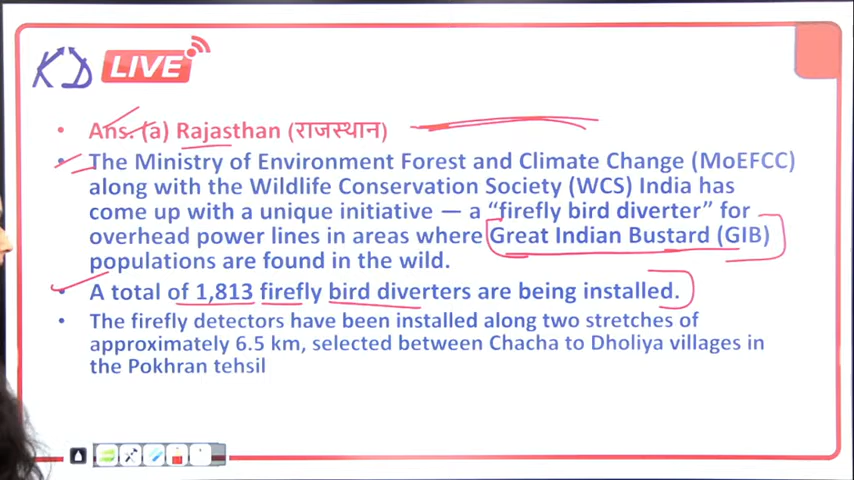 KD LIVE
• Ans. (a) Rajasthan (राजस्थान)
• The Ministry of Environment Forest and Climate Change (MoEFCC)
along with the Wildlife Conservation Society (WCS) India has
come up with a unique initiative — a “firefly bird diverter” for
overhead power lines in areas where Great Indian Bustard (GIB)
populations are found in the wild.
• A total of 1,813 firefly bird diverters are being installed.
• The firefly detectors have been installed along two stretches of
approximately 6.5 km, selected between Chacha to Dholiya villages in
the Pokhran tehsil